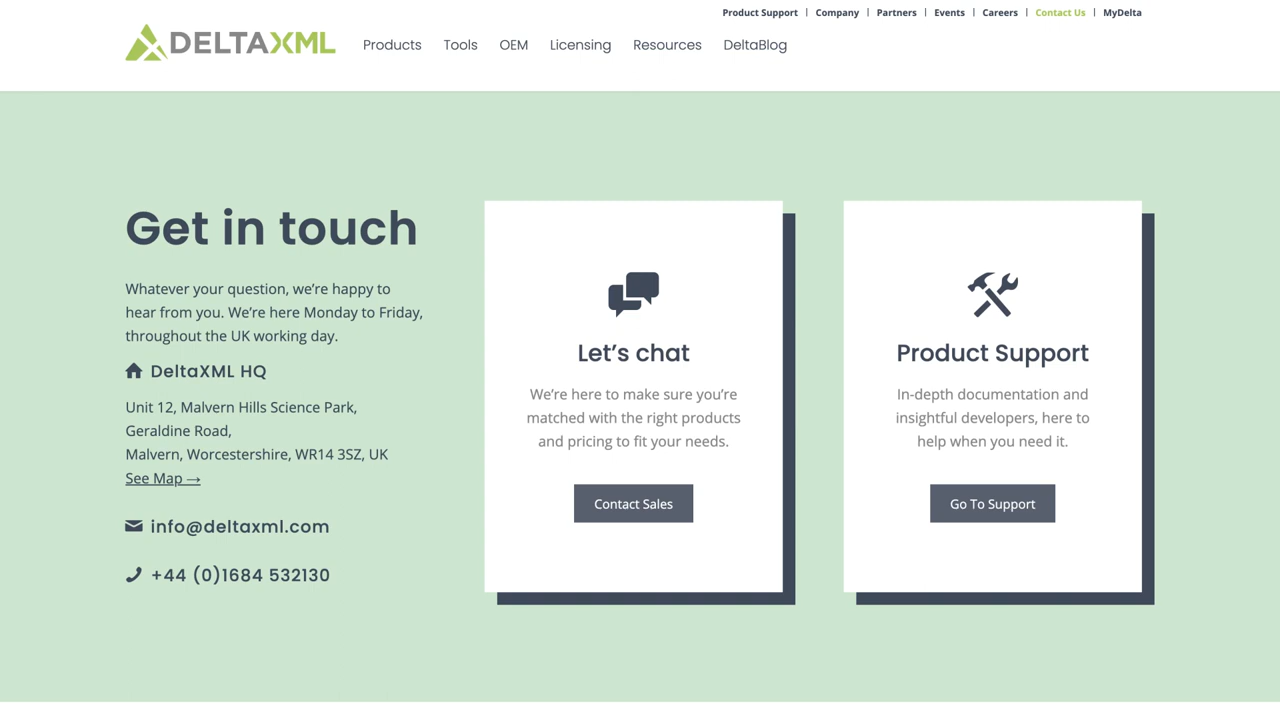 Product Support | Company | Partners | Events | Careers | Contact Us | MyDelta
DELTAXML
Products Tools OEM Licensing Resources DeltaBlog
Get in touch
Whatever your question, we’re happy to
hear from you. We’re here Monday to Friday,
throughout the UK working day.
DeltaXML HQ
Unit 12, Malvern Hills Science Park,
Geraldine Road,
Malvern, Worcestershire, WR14 3SZ, UK
See Map →
info@deltaxml.com
+44 (0)1684 532130
Let’s chat
We’re here to make sure you’re
matched with the right products
and pricing to fit your needs.
Contact Sales
Product Support
In-depth documentation and
insightful developers, here to
help when you need it.
Go To Support